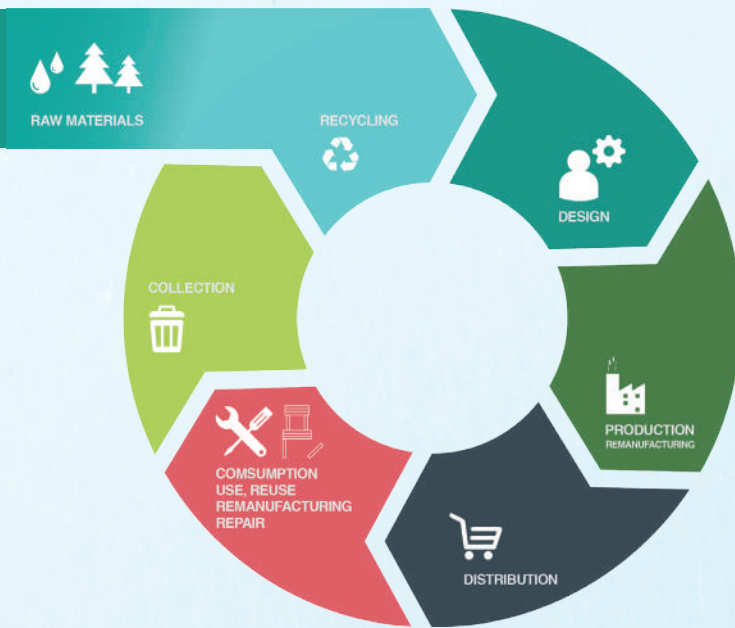 RAW MATERIALS
RECYCLING
DESIGN
PRODUCTION
REMANUFACTURING
DISTRIBUTION
COMSUMPTION
USE, REUSE
REMANUFACTURING
REPAIR
COLLECTION